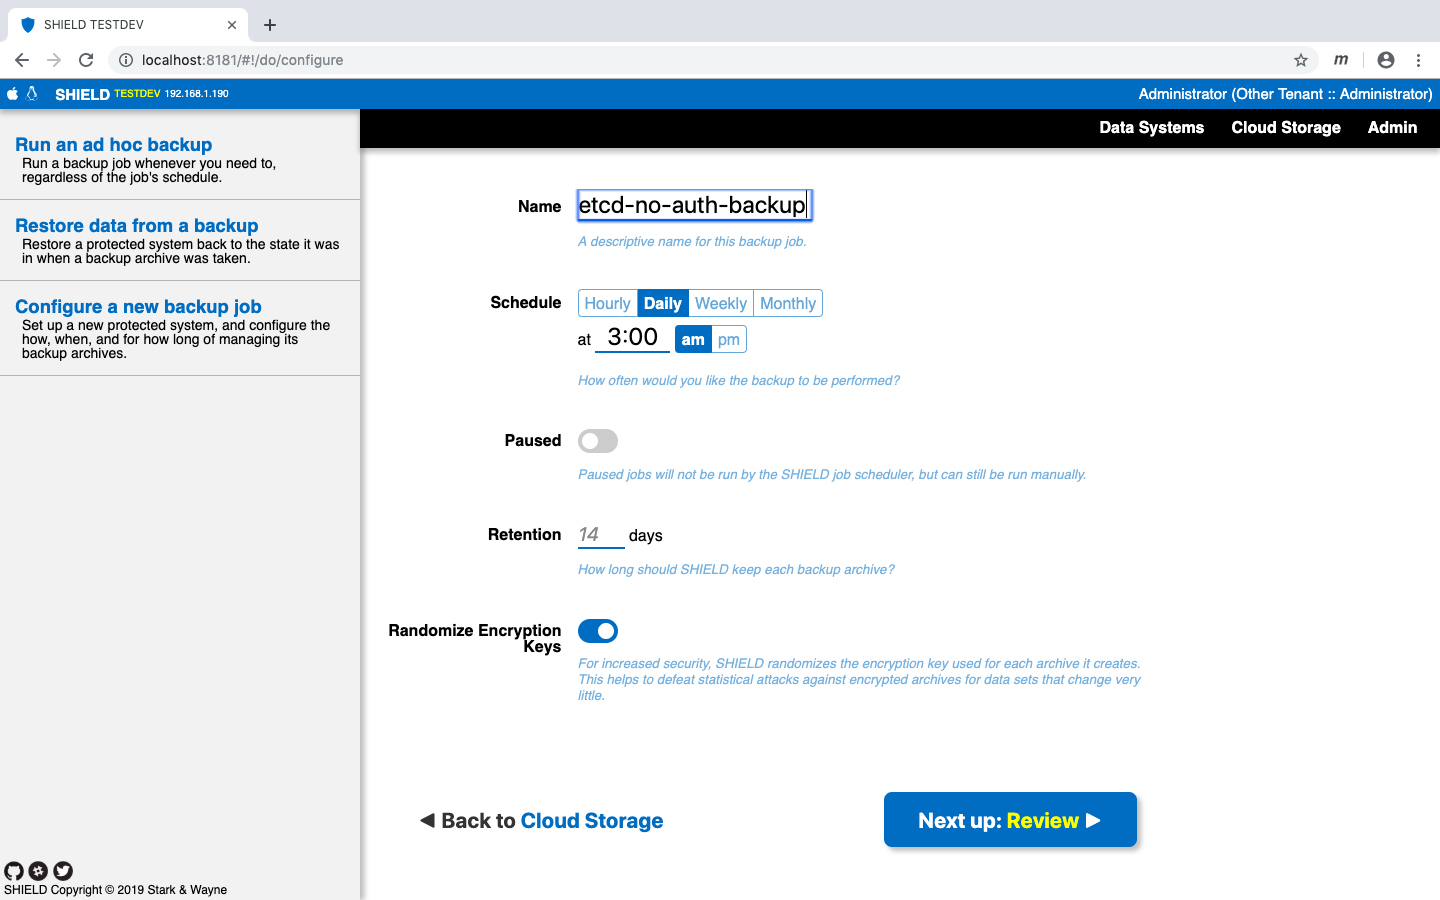 SHIELD TESTDEV
localhost:8181/#!/do/configure
m
SHIELD TESTDEV 192.168.1.190
Administrator (Other Tenant :: Administrator)
Data Systems Cloud Storage Admin
Run an ad hoc backup
Run a backup job whenever you need to,
regardless of the job's schedule.
Restore data from a backup
Restore a protected system back to the state it was
in when a backup archive was taken.
Configure a new backup job
Set up a new protected system, and configure the
how, when, and for how long of managing its
backup archives.
Name etcd-no-auth-backup
A descriptive name for this backup job.
Schedule Hourly Daily Weekly Monthly
at 3:00 am pm
How often would you like the backup to be performed?
Paused
Paused jobs will not be run by the SHIELD job scheduler, but can still be run manually.
Retention 14 days
How long should SHIELD keep each backup archive?
Randomize Encryption
Keys
For increased security, SHIELD randomizes the encryption key used for each archive it creates.
This helps to defeat statistical attacks against encrypted archives for data sets that change very
little.
Back to Cloud Storage
Next up: Review
SHIELD Copyright © 2019 Stark & Wayne